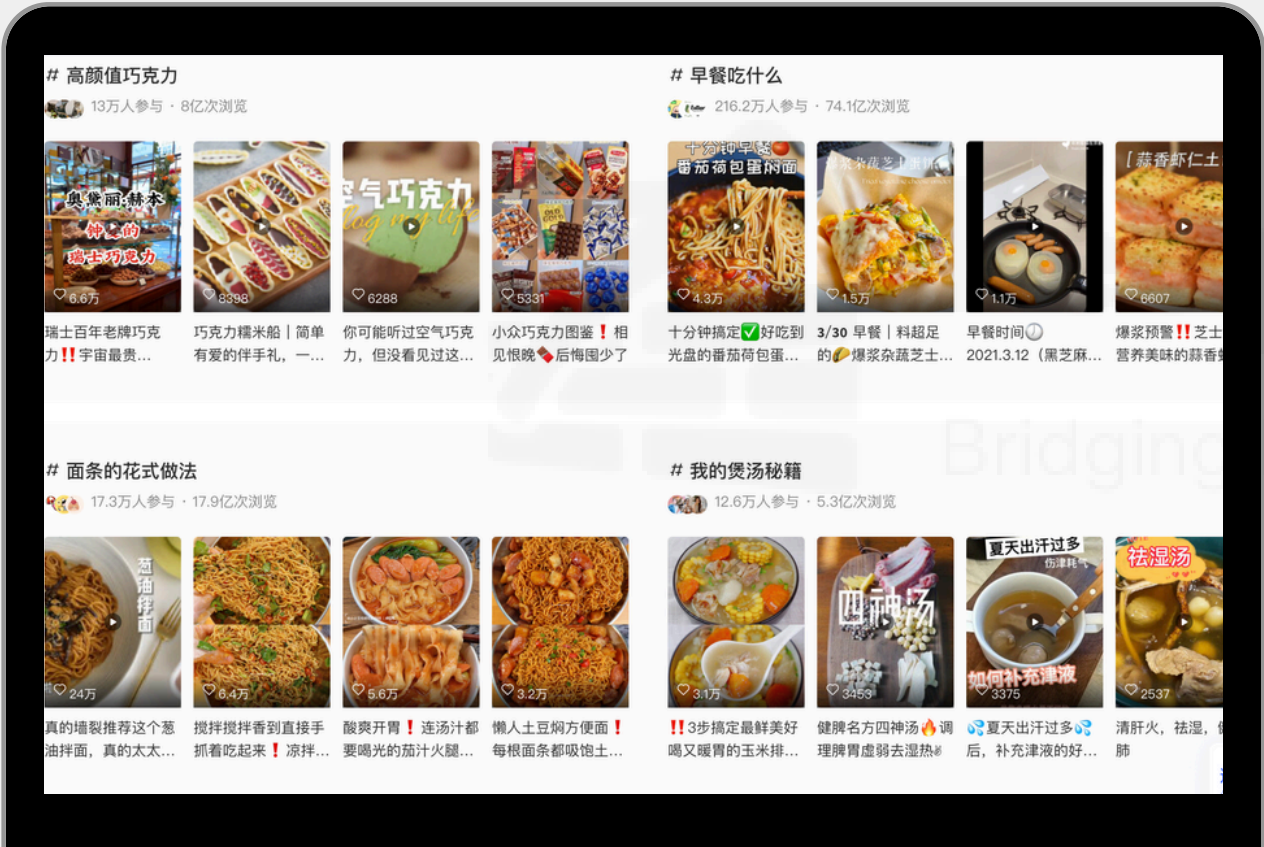 # 高颜值巧克力
13万人参与 · 8亿次浏览
奥黛丽·赫本
钟爱的
瑞士巧克力
6.6万
8398
空气巧克力
log my life
6288
OLD GOLD
5331
瑞士百年老牌巧克
力‼️宇宙最贵...
巧克力糯米船｜简单
有爱的伴手礼，一...
你可能听过空气巧克
力，但没看见过这...
小众巧克力图鉴❗相
见恨晚🍫后悔囤少了
# 早餐吃什么
216.2万人参与 · 74.1亿次浏览
十分钟早餐🍅
番茄荷包蛋焖面
4.3万
爆浆杂蔬芝士蛋饼
1.5万
1.1万
[ 蒜香虾仁土
6607
十分钟搞定✅好吃到
光盘的番茄荷包蛋...
3/30 早餐｜料超足
的🌮爆浆杂蔬芝士...
早餐时间🕗
2021.3.12（黑芝麻...
爆浆预警‼️芝士
营养美味的蒜香虾
Bridging
# 面条的花式做法
17.3万人参与 · 17.9亿次浏览
葱油拌面
24万
6.4万
5.6万
3.2万
真的墙裂推荐这个葱
油拌面，真的太太...
搅拌搅拌香到直接手
抓着吃起来❗凉拌...
酸爽开胃❗连汤汁都
要喝光的茄汁火腿...
懒人土豆焖方便面❗
每根面条都吸饱土...
# 我的煲汤秘籍
12.6万人参与 · 5.3亿次浏览
3.1万
四神汤
3453
夏天出汗过多
伤津耗气
如何补充津液
3375
祛湿汤
2537
‼️3步搞定最鲜美好
喝又暖胃的玉米排...
健脾名方四神汤🔥调
理脾胃虚弱去湿热✌
💦夏天出汗过多💦
后，补充津液的好...
清肝火，祛湿，健
肺